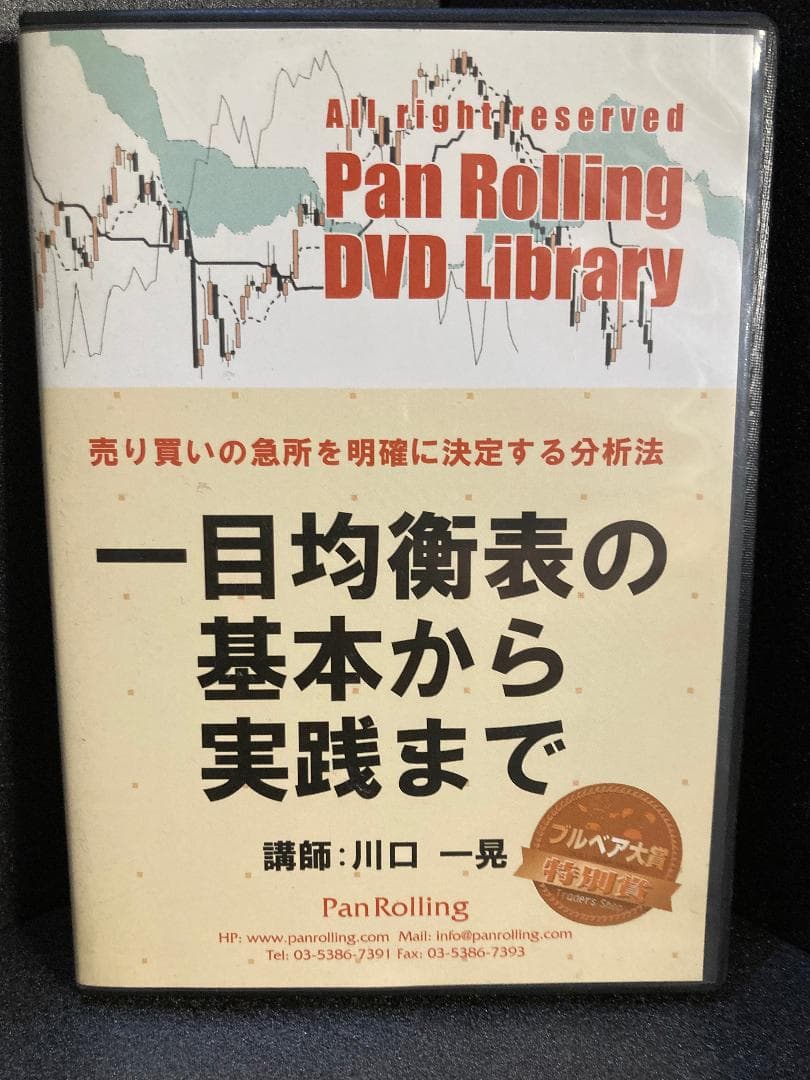 All right reserved
Pan Rolling
DVD Library
売り買いの急所を明確に決定する分析法
一目均衡表の
基本から
実践まで
講師：川口 一晃
ブルベア大賞
特別賞
Traders Shop
PanRolling
HP: www.panrolling.com Mail: info@panrolling.com
Tel: 03-5386-7391 Fax: 03-5386-7393